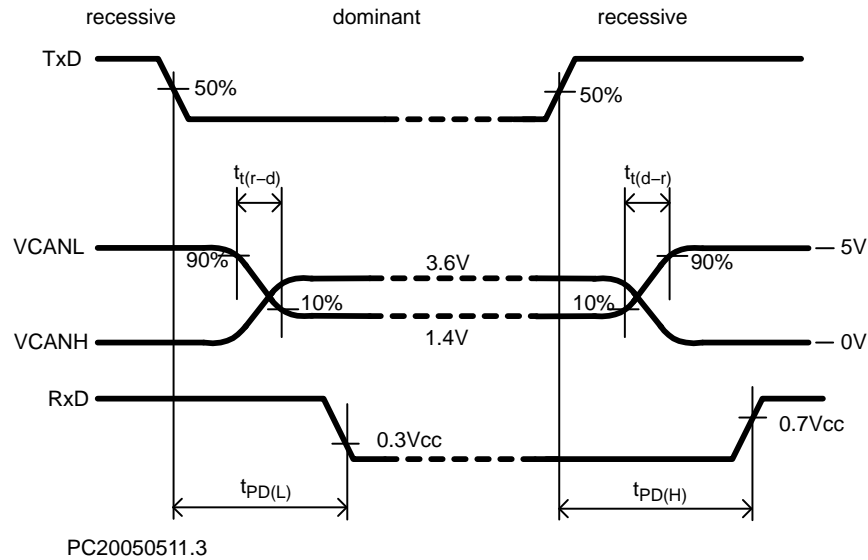 recessive dominant recessive
TxD
50% 50%
tt(r−d) tt(d−r)
VCANL 5V
90% 3.6V 90%
10% 10%
1.4V
VCANH 0V
RxD
0.3Vcc 0.7Vcc
tPD(L) tPD(H)
PC20050511.3